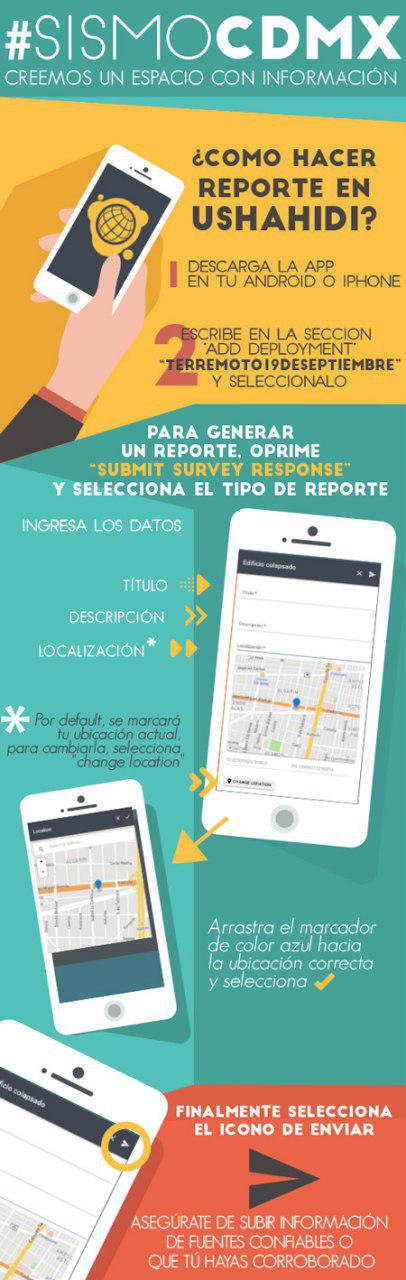 #SISMOCDMX
CREEMOS UN ESPACIO CON INFORMACIÓN
¿COMO HACER
REPORTE EN
USHAHIDI?
1 DESCARGA LA APP
EN TU ANDROID O IPHONE
2 ESCRIBE EN LA SECCION
"ADD DEPLOYMENT"
"TERREMOTO19DESEPTIEMBRE"
Y SELECCIONALO
PARA GENERAR
UN REPORTE, OPRIME
"SUBMIT SURVEY RESPONSE"
Y SELECCIONA EL TIPO DE REPORTE
INGRESA LOS DATOS
TÍTULO
DESCRIPCIÓN
LOCALIZACIÓN*
Edificio colapsado
Título *
Descripción *
Localización *
ALGARIN
CHANGE LOCATION
* Por default, se marcará
tu ubicación actual,
para cambiarla, selecciona
"change location"
Location
ALGARIN
Arrastra el marcador
de color azul hacia
la ubicación correcta
y selecciona
ficio colapsado
FINALMENTE SELECCIONA
EL ICONO DE ENVIAR
ASEGÚRATE DE SUBIR INFORMACIÓN
DE FUENTES CONFIABLES O
QUE TÚ HAYAS CORROBORADO